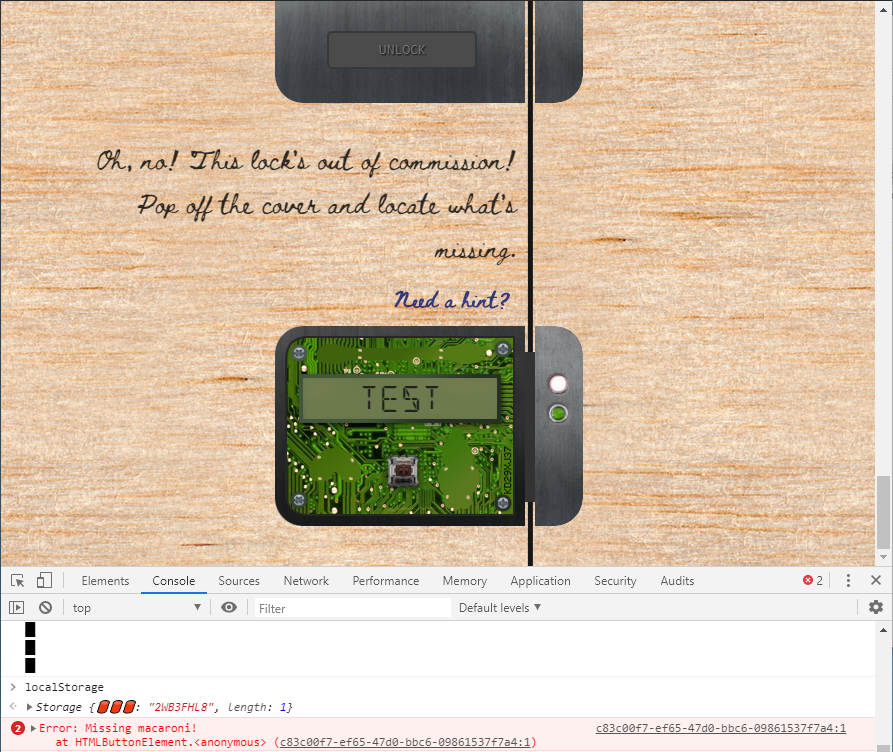 UNLOCK
Oh, no! This lock's out of commission!
Pop off the cover and locate what's
missing.
Need a hint?
TEST
KD29XJ37
Elements Console Sources Network Performance Memory Application Security Audits 2
top Filter Default levels
localStorage
Storage {🛢🛢🛢: "2WB3FHL8", length: 1}
2 Error: Missing macaroni! c83c00f7-ef65-47d0-bbc6-09861537f7a4:1
at HTMLButtonElement.<anonymous> (c83c00f7-ef65-47d0-bbc6-09861537f7a4:1)